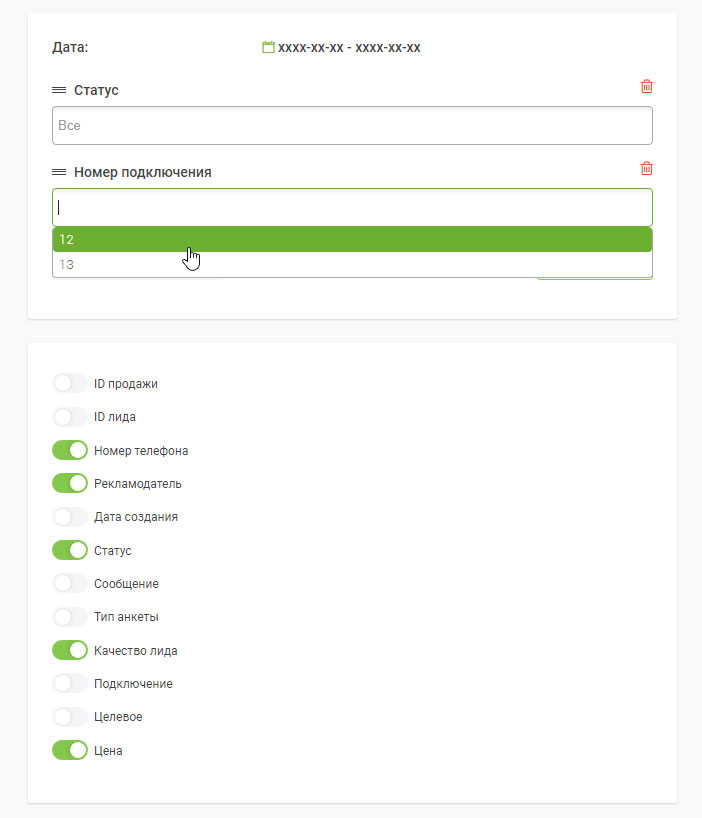 Дата: xxxx-xx-xx - xxxx-xx-xx
Статус
Все
Номер подключения
12
13
ID продажи
ID лида
Номер телефона
Рекламодатель
Дата создания
Статус
Сообщение
Тип анкеты
Качество лида
Подключение
Целевое
Цена